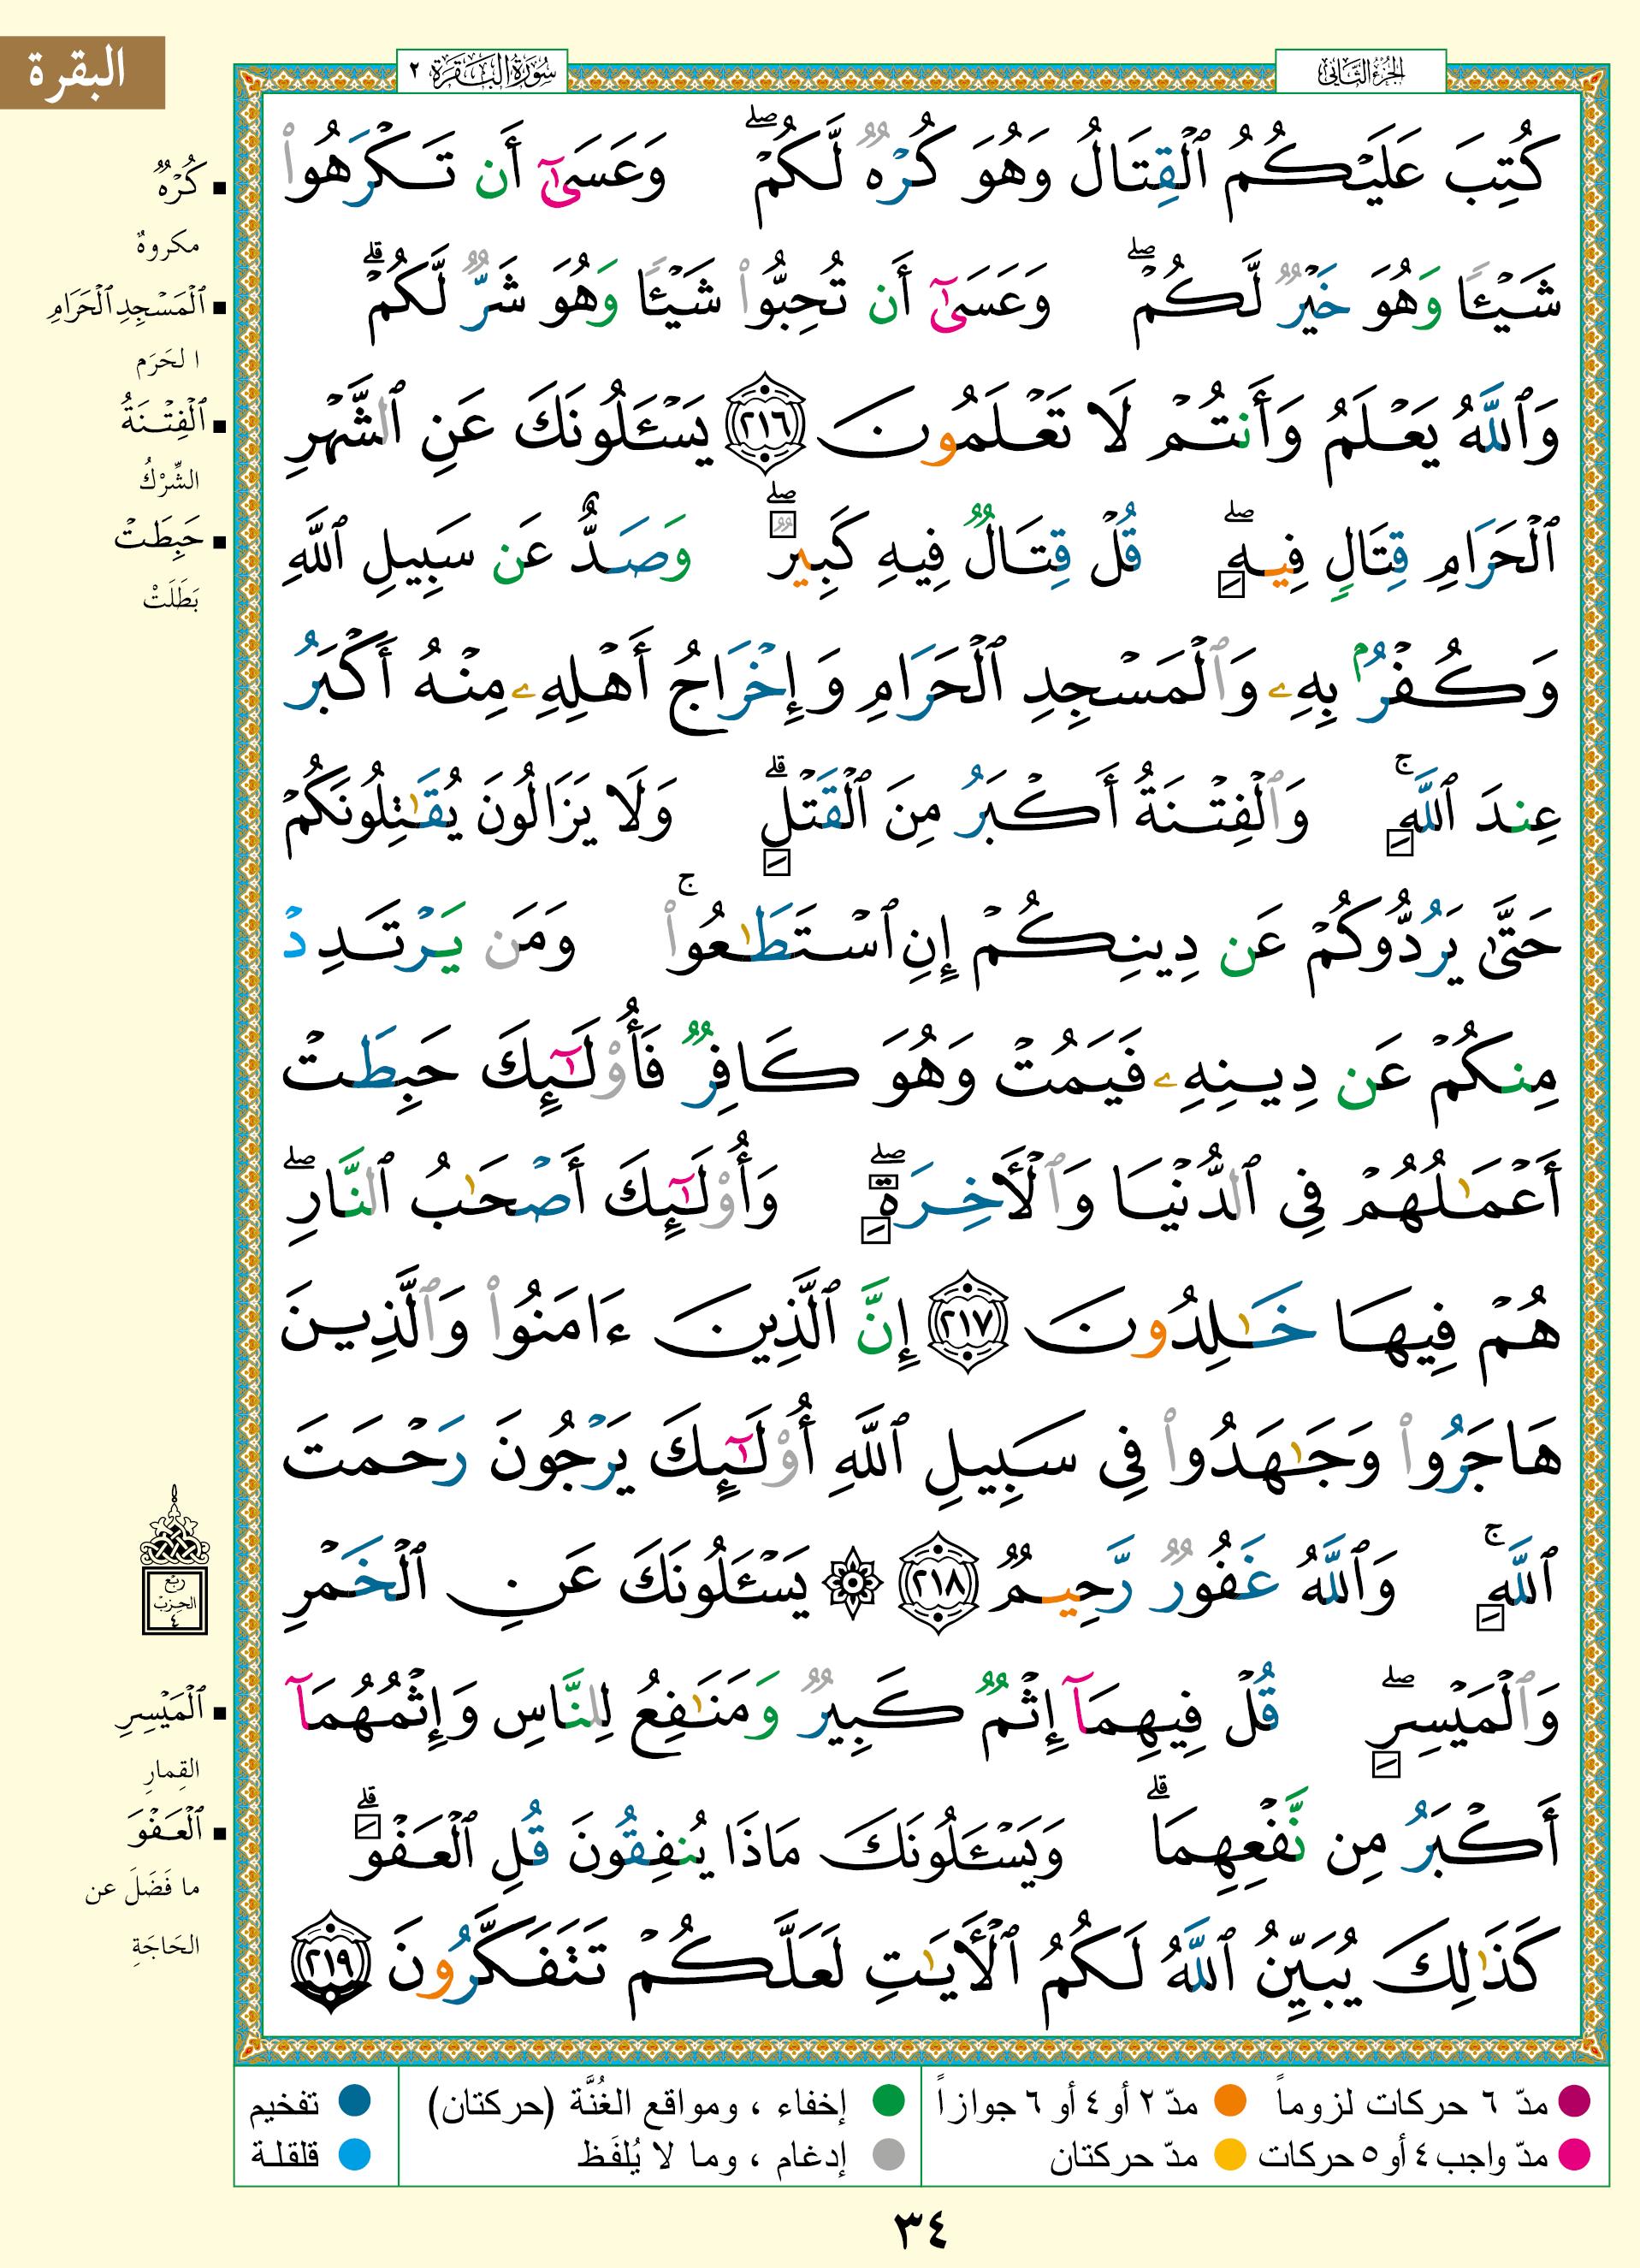 الجزء الثاني
سورة البقرة ٢
البقرة
كُتِبَ عَلَيۡكُمُ ٱلۡقِتَالُ وَهُوَ كُرۡهٞ لَّكُمۡۖ وَعَسَىٰٓ أَن تَكۡرَهُواْ
شَيۡـٔٗا وَهُوَ خَيۡرٞ لَّكُمۡۖ وَعَسَىٰٓ أَن تُحِبُّواْ شَيۡـٔٗا وَهُوَ شَرّٞ لَّكُمۡۚ
وَٱللَّهُ يَعۡلَمُ وَأَنتُمۡ لَا تَعۡلَمُونَ ٢١٦ يَسۡـَٔلُونَكَ عَنِ ٱلشَّهۡرِ
ٱلۡحَرَامِ قِتَالٖ فِيهِۖ قُلۡ قِتَالٞ فِيهِ كَبِيرٞۖ وَصَدٌّ عَن سَبِيلِ ٱللَّهِ
وَكُفۡرُۢ بِهِۦ وَٱلۡمَسۡجِدِ ٱلۡحَرَامِ وَإِخۡرَاجُ أَهۡلِهِۦ مِنۡهُ أَكۡبَرُ
عِندَ ٱللَّهِۚ وَٱلۡفِتۡنَةُ أَكۡبَرُ مِنَ ٱلۡقَتۡلِۗ وَلَا يَزَالُونَ يُقَٰتِلُونَكُمۡ
حَتَّىٰ يَرُدُّوكُمۡ عَن دِينِكُمۡ إِنِ ٱسۡتَطَٰعُواْۚ وَمَن يَرۡتَدِدۡ
مِنكُمۡ عَن دِينِهِۦ فَيَمُتۡ وَهُوَ كَافِرٞ فَأُوْلَٰٓئِكَ حَبِطَتۡ
أَعۡمَٰلُهُمۡ فِي ٱلدُّنۡيَا وَٱلۡأٓخِرَةِۖ وَأُوْلَٰٓئِكَ أَصۡحَٰبُ ٱلنَّارِۖ
هُمۡ فِيهَا خَٰلِدُونَ ٢١٧ إِنَّ ٱلَّذِينَ ءَامَنُواْ وَٱلَّذِينَ
هَاجَرُواْ وَجَٰهَدُواْ فِي سَبِيلِ ٱللَّهِ أُوْلَٰٓئِكَ يَرۡجُونَ رَحۡمَتَ
ٱللَّهِۚ وَٱللَّهُ غَفُورٞ رَّحِيمٞ ٢١٨ ۞ يَسۡـَٔلُونَكَ عَنِ ٱلۡخَمۡرِ
وَٱلۡمَيۡسِرِۖ قُلۡ فِيهِمَآ إِثۡمٞ كَبِيرٞ وَمَنَٰفِعُ لِلنَّاسِ وَإِثۡمُهُمَآ
أَكۡبَرُ مِن نَّفۡعِهِمَاۗ وَيَسۡـَٔلُونَكَ مَاذَا يُنفِقُونَ قُلِ ٱلۡعَفۡوَۗ
كَذَٰلِكَ يُبَيِّنُ ٱللَّهُ لَكُمُ ٱلۡأٓيَٰتِ لَعَلَّكُمۡ تَتَفَكَّرُونَ ٢١٩
كُرۡهٞ
مكروهٌ
ٱلۡمَسۡجِدِ ٱلۡحَرَامِ
الحَرَم
ٱلۡفِتۡنَةُ
الشِّرْكُ
حَبِطَتۡ
بَطَلَتْ
ربع
الحزب
٤
ٱلۡمَيۡسِرِ
القِمارِ
ٱلۡعَفۡوَ
ما فَضَلَ عن
الحَاجَةِ
مدّ ٦ حركات لزوماً
مدّ ٢ أو ٤ أو ٦ جوازاً
إخفاء ، ومواقع الغُنَّة (حركتان)
تفخيم
مدّ واجب ٤ أو ٥ حركات
مدّ حركتان
إدغام ، وما لا يُلفَظ
قلقلة
٣٤